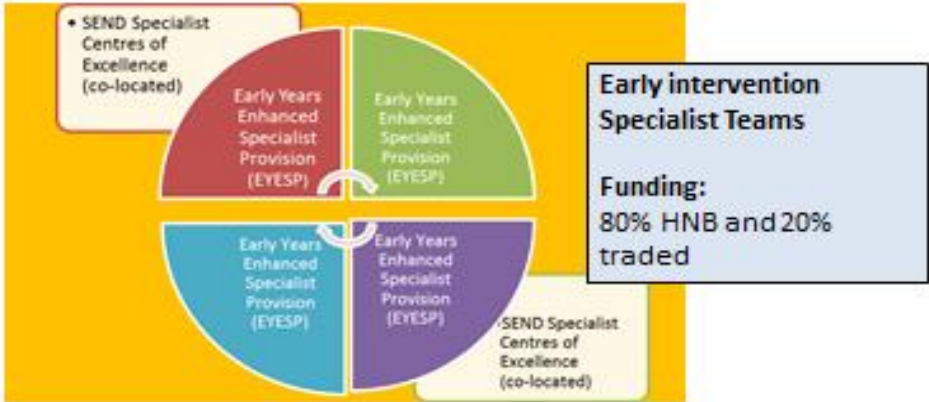 • SEND Specialist
Centres of
Excellence
(co-located)
Early Years
Enhanced
Specialist
Provision
(EYESP)
Early Years
Enhanced
Specialist
Provision
(EYESP)
Early intervention
Specialist Teams
Funding:
80% HNB and 20%
traded
Early Years
Enhanced
Specialist
Provision
(EYESP)
Early Years
Enhanced
Specialist
Provision
(EYESP)
SEND Specialist
Centres of
Excellence
(co-located)